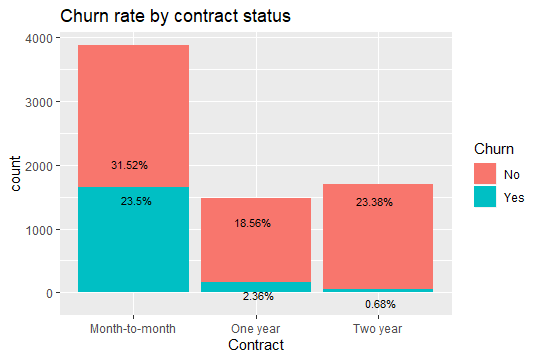 Churn rate by contract status
4000
3000
2000
1000
0
count
31.52%
23.5%
18.56%
2.36%
23.38%
0.68%
Month-to-month
One year
Two year
Contract
Churn
No
Yes